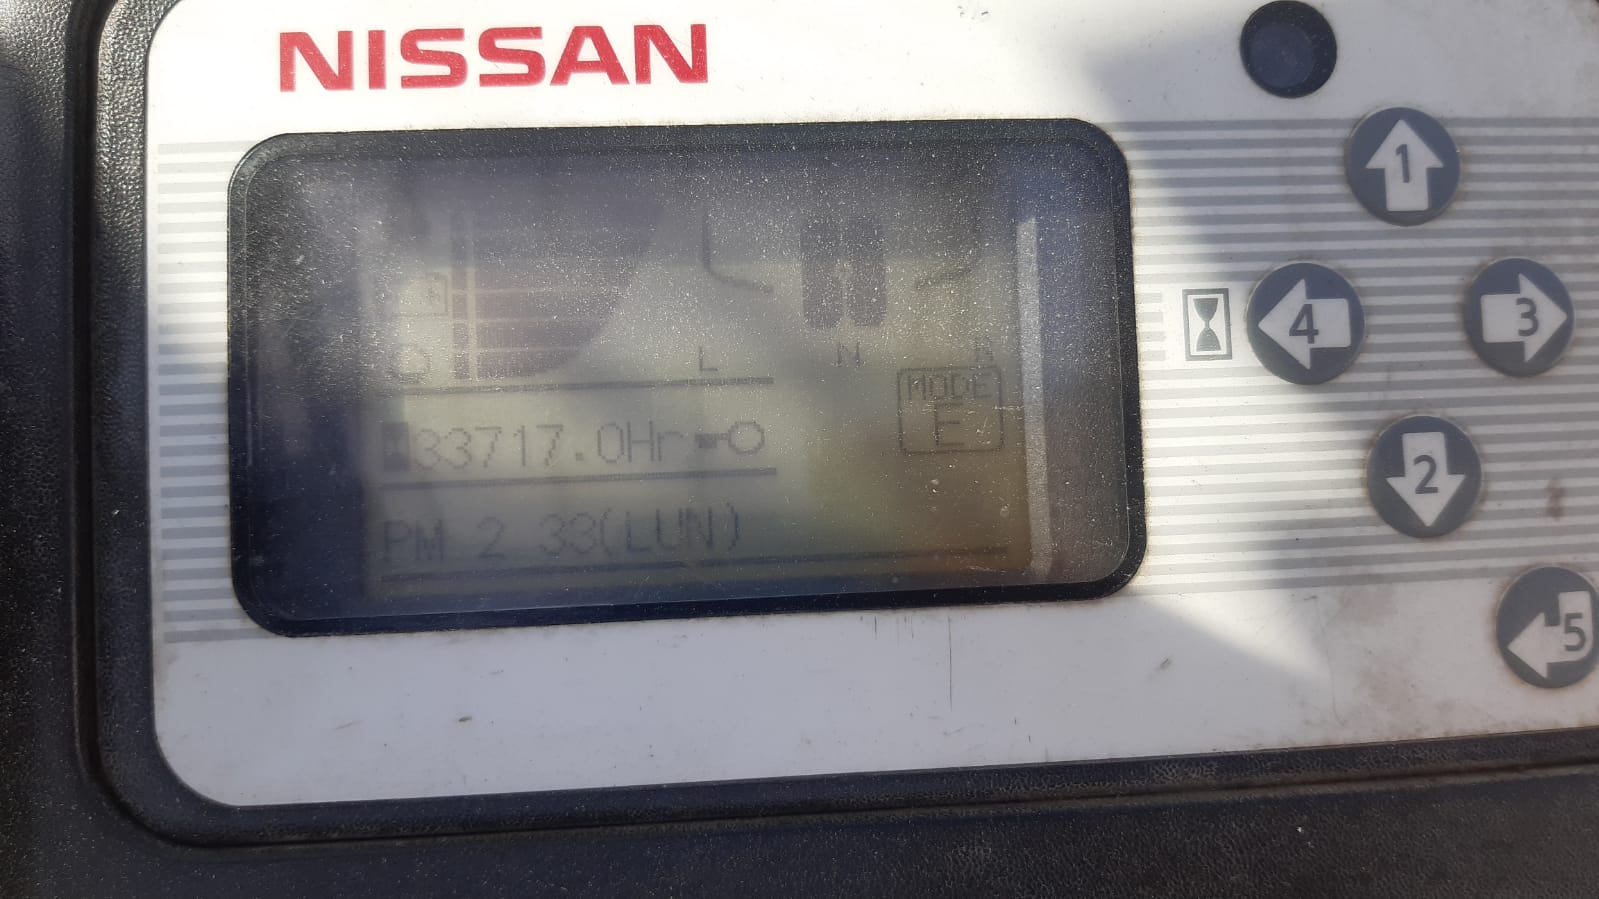 NISSAN
1
4
3
L
N
MODE
E
33717.0Hr
2
PM 2 33(LUN)
5